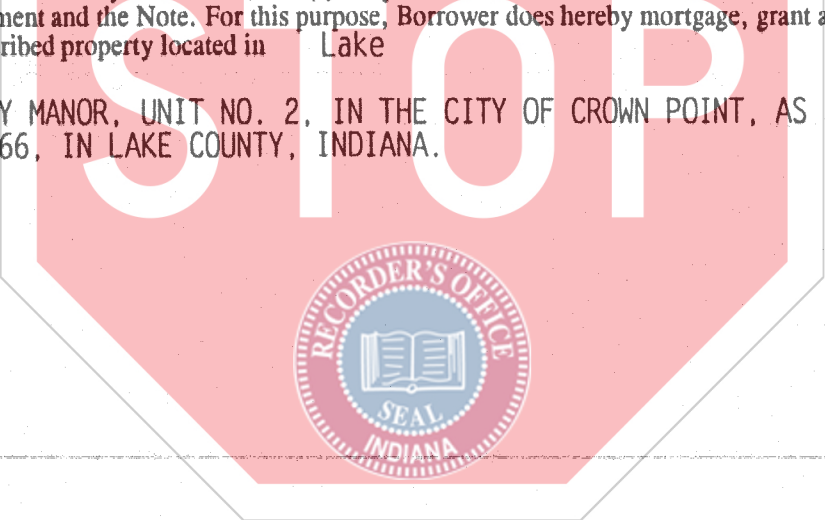 ment and the Note. For this purpose, Borrower does hereby mortgage, grant a
ribed property located in Lake
Y MANOR, UNIT NO. 2, IN THE CITY OF CROWN POINT, AS
66, IN LAKE COUNTY, INDIANA.
STOP
RECORDER'S OFFICE
SEAL
INDIANA